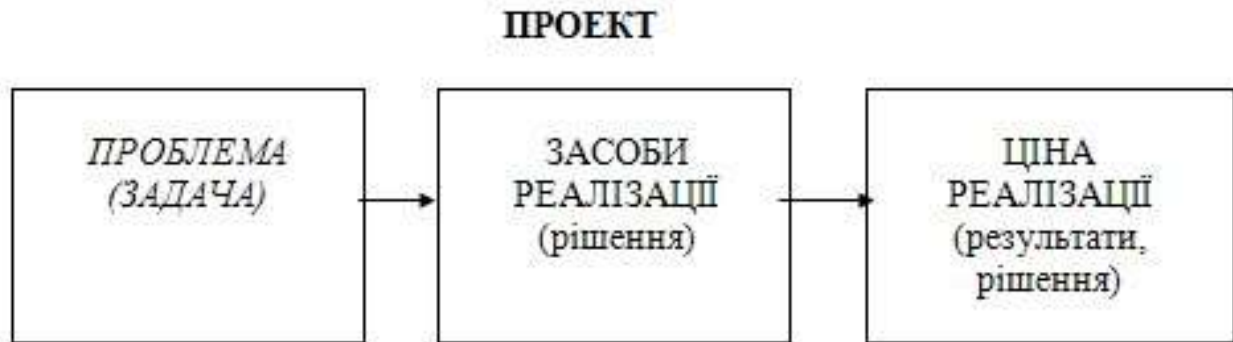 ПРОЕКТ
ПРОБЛЕМА
(ЗАДАЧА)
ЗАСОБИ
РЕАЛІЗАЦІЇ
(рішення)
ЦІНА
РЕАЛІЗАЦІЇ
(результати,
рішення)